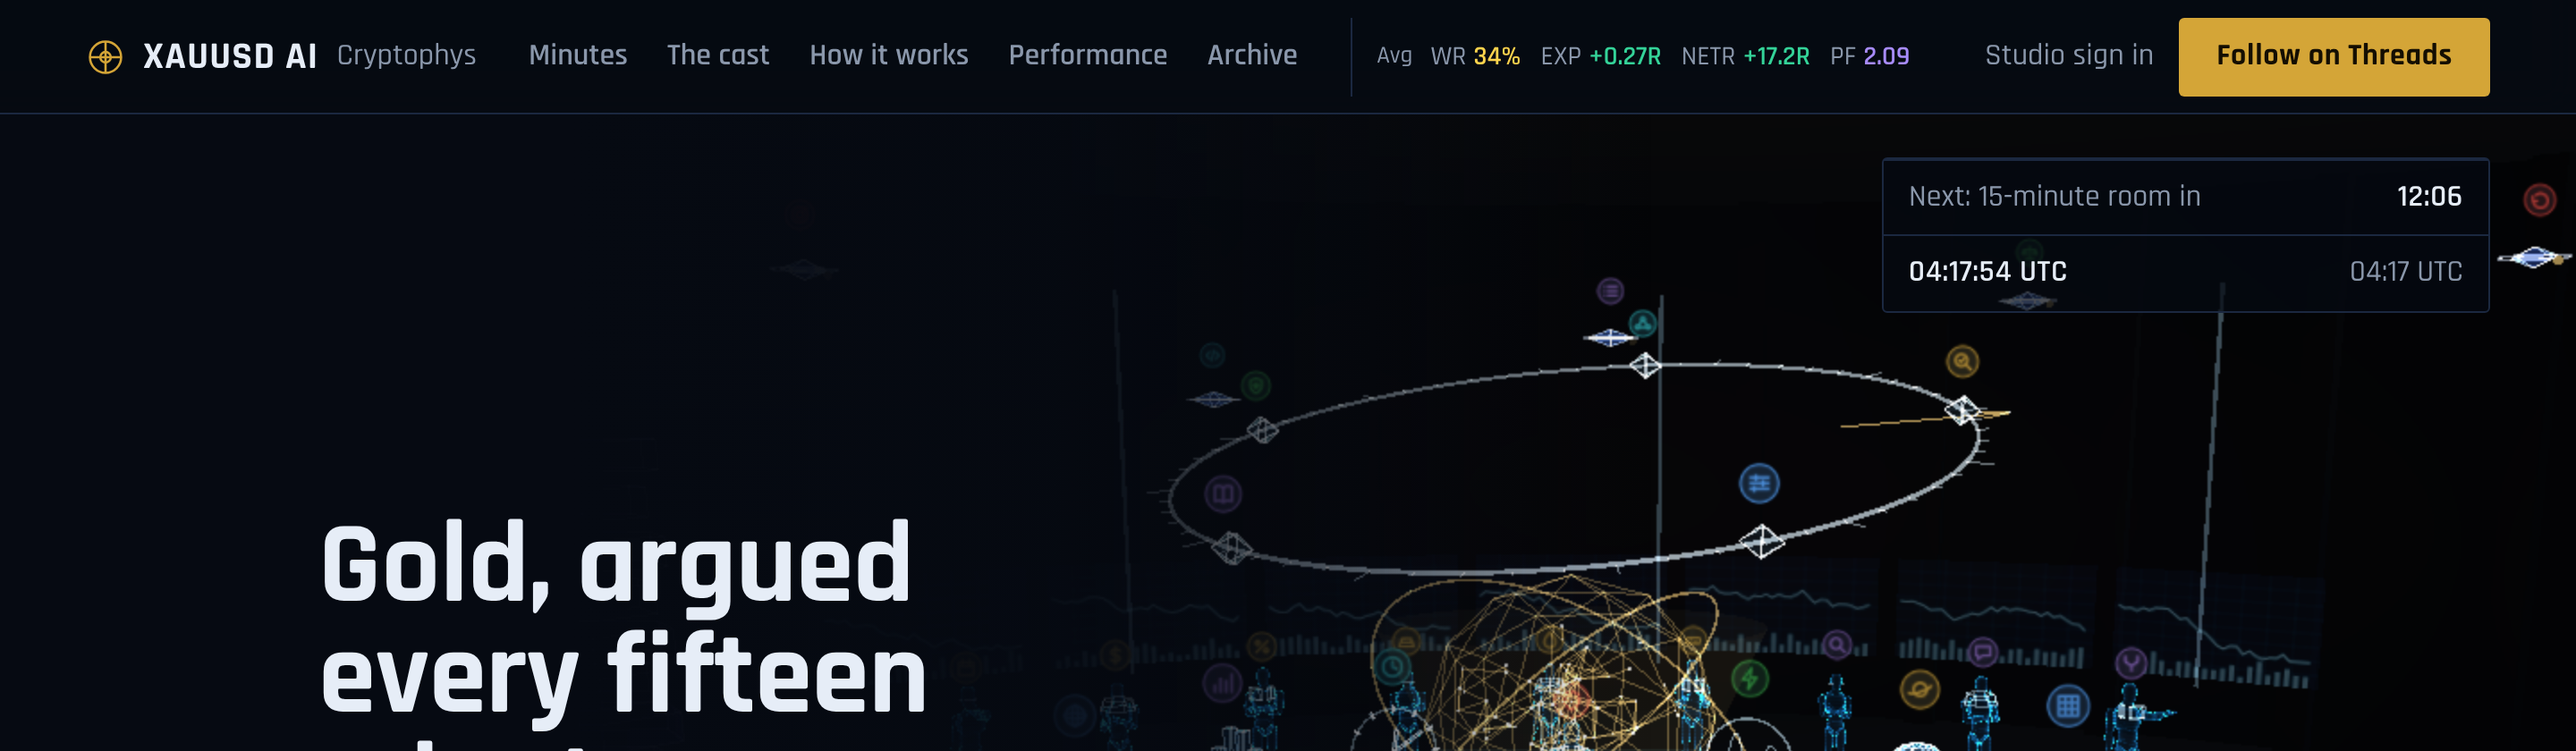 XAUUSD AI Cryptophys Minutes The cast How it works Performance Archive Avg WR 34% EXP +0.27R NETR +17.2R PF 2.09 Studio sign in Follow on Threads
Next: 15-minute room in 12:06
04:17:54 UTC 04:17 UTC
Gold, argued
every fifteen